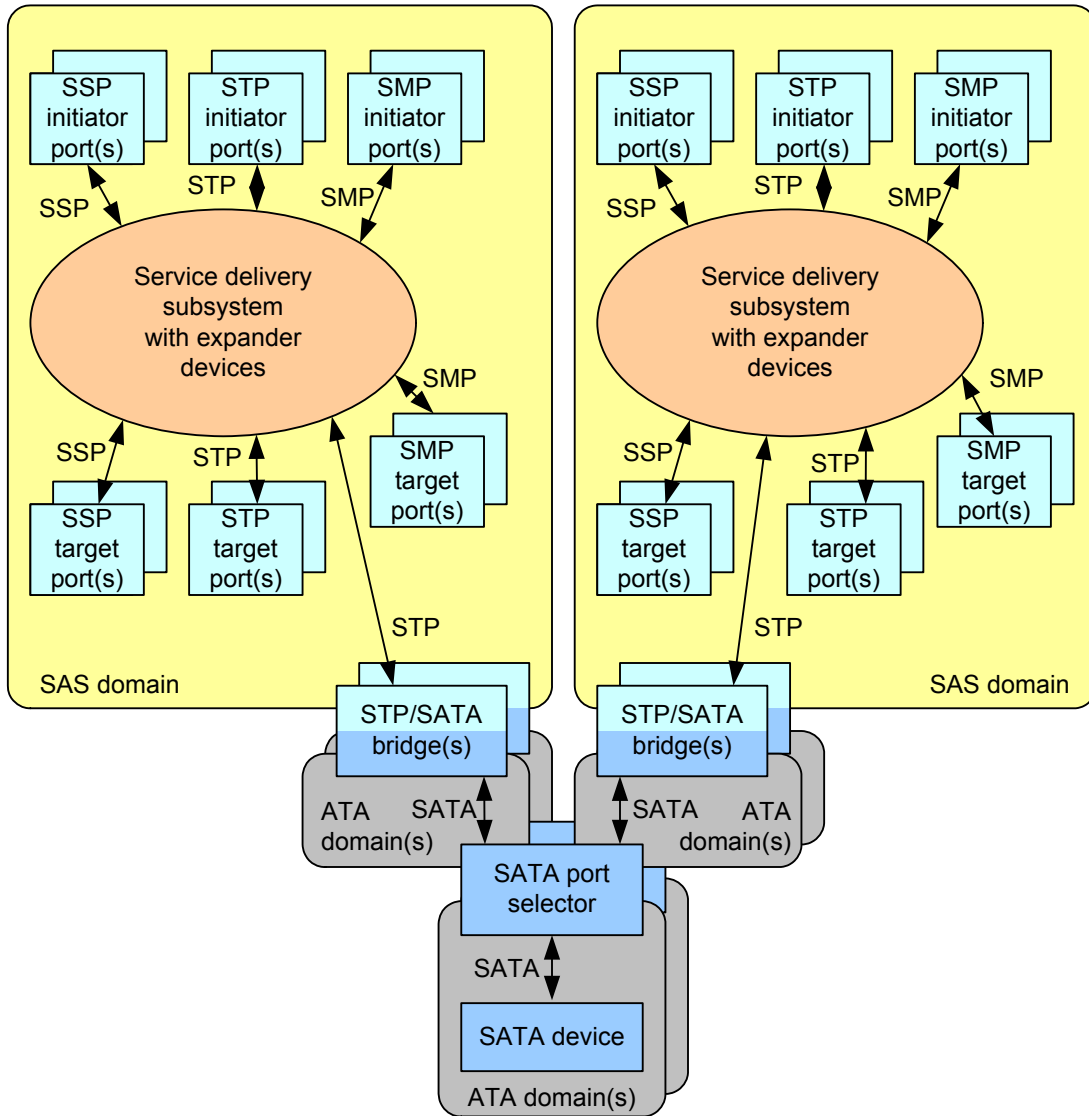 SSP
initiator
port(s)
STP
initiator
port(s)
SMP
initiator
port(s)
SSP
STP
SMP
Service delivery
subsystem
with expander
devices
SMP
SSP
STP
SMP
target
port(s)
SSP
target
port(s)
STP
target
port(s)
STP
SAS domain
SSP
initiator
port(s)
STP
initiator
port(s)
SMP
initiator
port(s)
SSP
STP
SMP
Service delivery
subsystem
with expander
devices
SMP
SSP
STP
SMP
target
port(s)
SSP
target
port(s)
STP
target
port(s)
STP
SAS domain
STP/SATA
bridge(s)
STP/SATA
bridge(s)
ATA
domain(s)
SATA
SATA
ATA
domain(s)
SATA port
selector
SATA
SATA device
ATA domain(s)